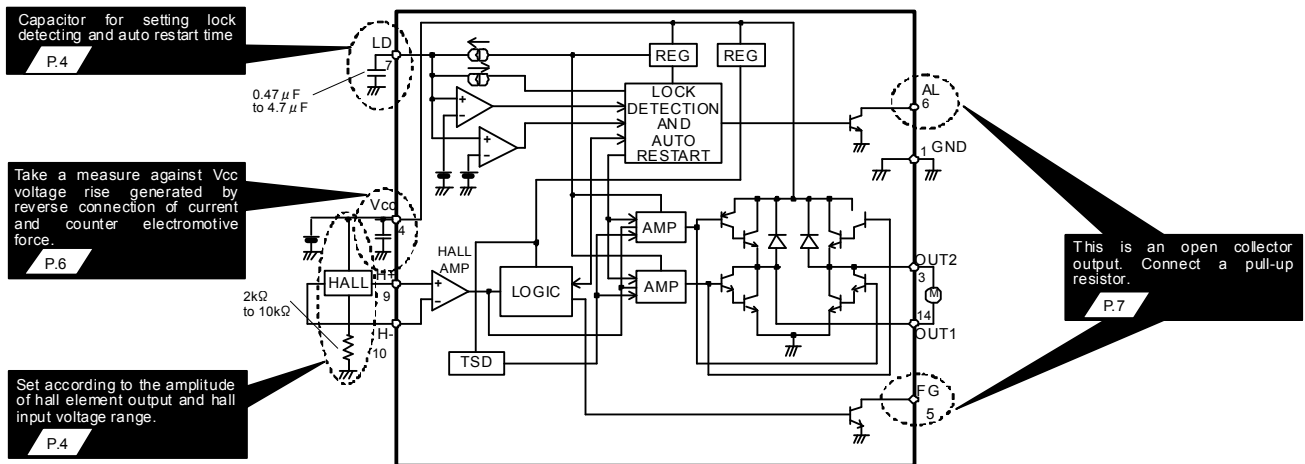 Capacitor for setting lock
detecting and auto restart time
P.4
LD
7
0.47μF
to 4.7μF
REG
REG
LOCK
DETECTION
AND
AUTO
RESTART
AL
6
1
GND
Take a measure against Vcc
voltage rise generated by
reverse connection of current
and counter electromotive
force.
P.6
Vcc
4
HALL
2kΩ
to 10kΩ
9
H-
10
HALL
AMP
LOGIC
TSD
AMP
AMP
OUT2
3
M
14
OUT1
This is an open collector
output. Connect a pull-up
resistor.
P.7
FG
5
Set according to the amplitude
of hall element output and hall
input voltage range.
P.4